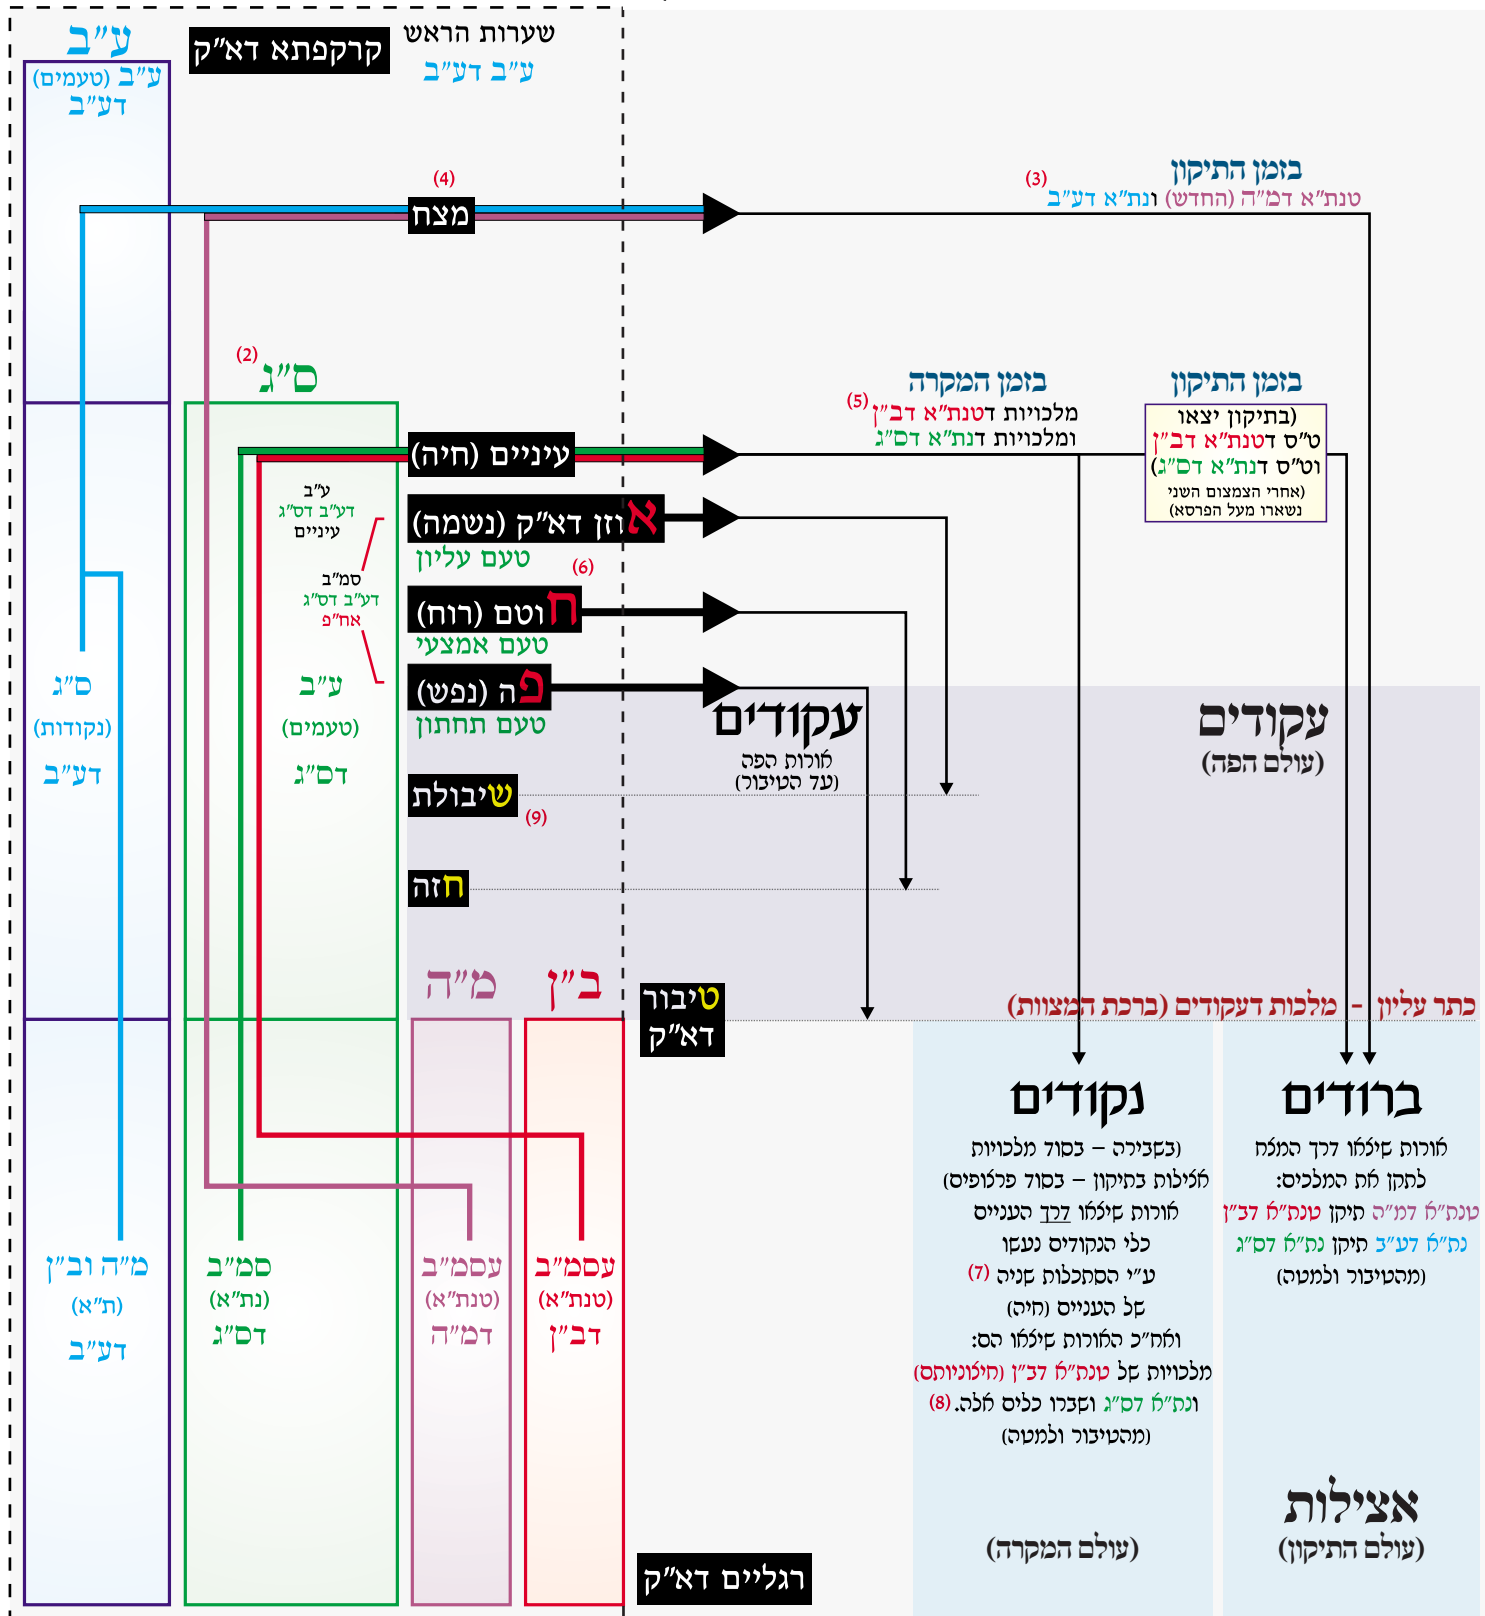 ע"ב
קרקפתא דא"ק
שערות הראש
ע"ב דע"ב
ע"ב (טעמים)
דע"ב
(4)
מצח
בזמן התיקון
(3)
טנת"א דמ"ה (החדש) ונת"א דע"ב
(2)
ס"ג
בזמן המקרה
(5)
מלכויות דטנת"א דב"ן
ומלכויות דנת"א דס"ג
בזמן התיקון
(בתיקון יצאו
ט"ס דטנת"א דב"ן
וט"ס דנת"א דס"ג)
(אחרי הצמצום השני
נשארו מעל הפרסא)
עיניים (חיה)
ע"ב
דע"ב דס"ג
עיניים
אוזן דא"ק (נשמה)
טעם עליון
(6)
סמ"ב
דע"ב דס"ג
אח"פ
חוטם (רוח)
טעם אמצעי
פה (נפש)
טעם תחתון
ס"ג
(נקודות)
דע"ב
ע"ב
(טעמים)
דס"ג
עקודים
אורות הפה
(עד הטיבור)
עקודים
(עולם הפה)
שיבולת
(9)
חזה
מ"ה
ב"ן
טיבור
דא"ק
כתר עליון - מלכות דעקודים (ברכת המצוות)
ברודים
אורות שיצאו דרך המצח
לתקן את המלכים:
טנת"א דמ"ה תיקן טנת"א דב"ן
נת"א דע"ב תיקן נת"א דס"ג
(מהטיבור ולמטה)
נקודים
(בשבירה – בסוד מלכויות
אצילות בתיקון – בסוד פרצופים)
אורות שיצאו דרך העניים
כלי הנקודים נעשו
ע"י הסתכלות שניה (7)
של העניים (חיה)
ואח"כ האורות שיצאו הם:
מלכויות של טנת"א דב"ן (חיצוניותם)
ונת"א דס"ג ושברו כלים אלה. (8)
(מהטיבור ולמטה)
מ"ה וב"ן
(ת"א)
דע"ב
סמ"ב
(נת"א)
דס"ג
עסמ"ב
(טנת"א)
דמ"ה
עסמ"ב
(טנת"א)
דב"ן
אצילות
(עולם התיקון)
(עולם המקרה)
רגליים דא"ק